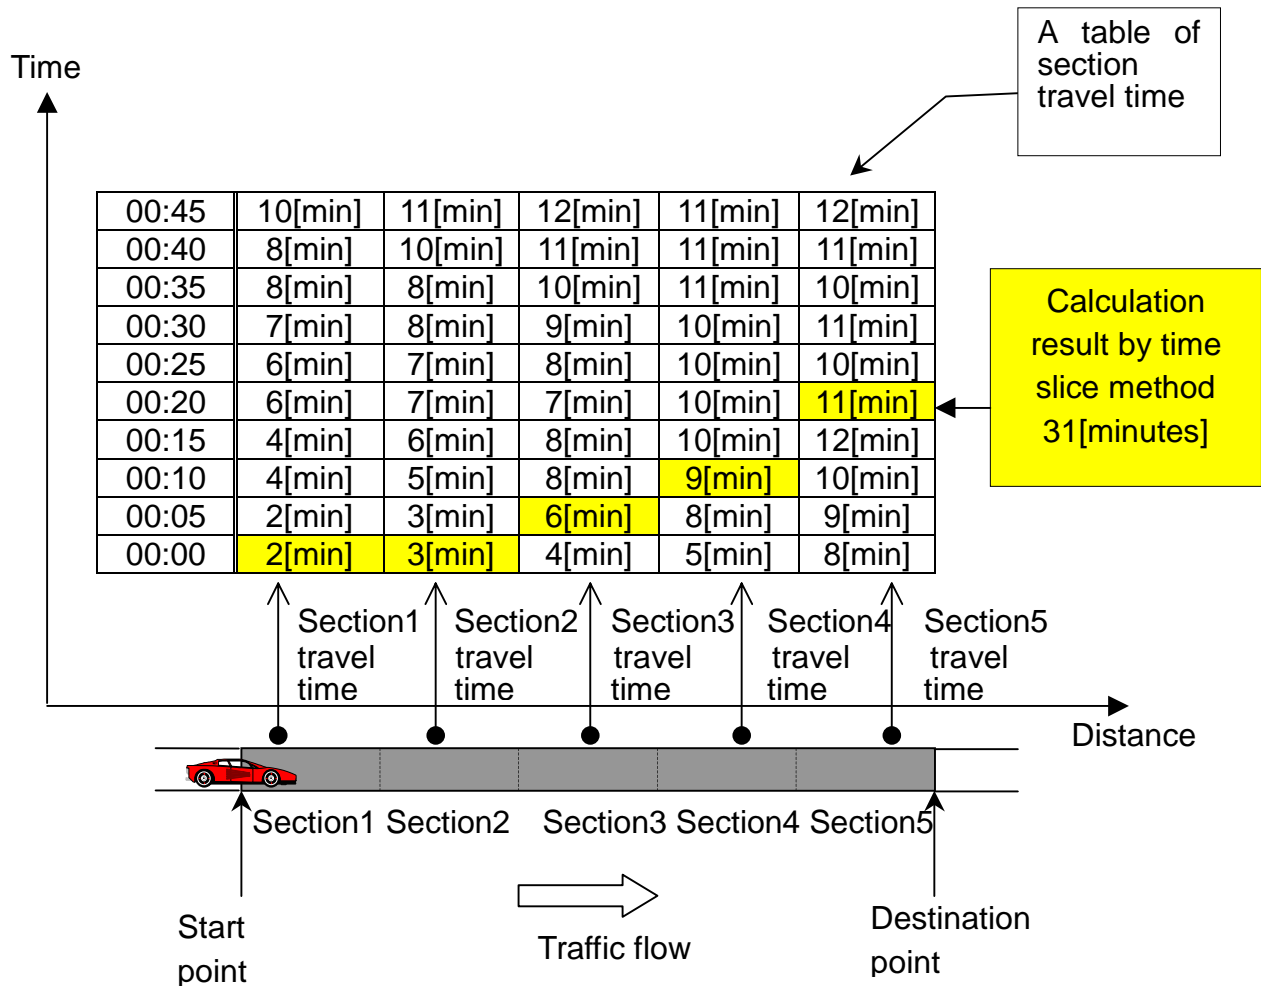 A table of
section
travel time
Time
00:45 10[min] 11[min] 12[min] 11[min] 12[min]
00:40 8[min] 10[min] 11[min] 11[min] 11[min]
00:35 8[min] 8[min] 10[min] 11[min] 10[min]
00:30 7[min] 8[min] 9[min] 10[min] 11[min]
00:25 6[min] 7[min] 8[min] 10[min] 10[min]
00:20 6[min] 7[min] 7[min] 10[min] 11[min]
00:15 4[min] 6[min] 8[min] 10[min] 12[min]
00:10 4[min] 5[min] 8[min] 9[min] 10[min]
00:05 2[min] 3[min] 6[min] 8[min] 9[min]
00:00 2[min] 3[min] 4[min] 5[min] 8[min]
Calculation
result by time
slice method
31[minutes]
Section1
travel
time
Section2
travel
time
Section3
travel
time
Section4
travel
time
Section5
travel
time
Distance
Section1 Section2 Section3 Section4 Section5
Start
point
Traffic flow
Destination
point